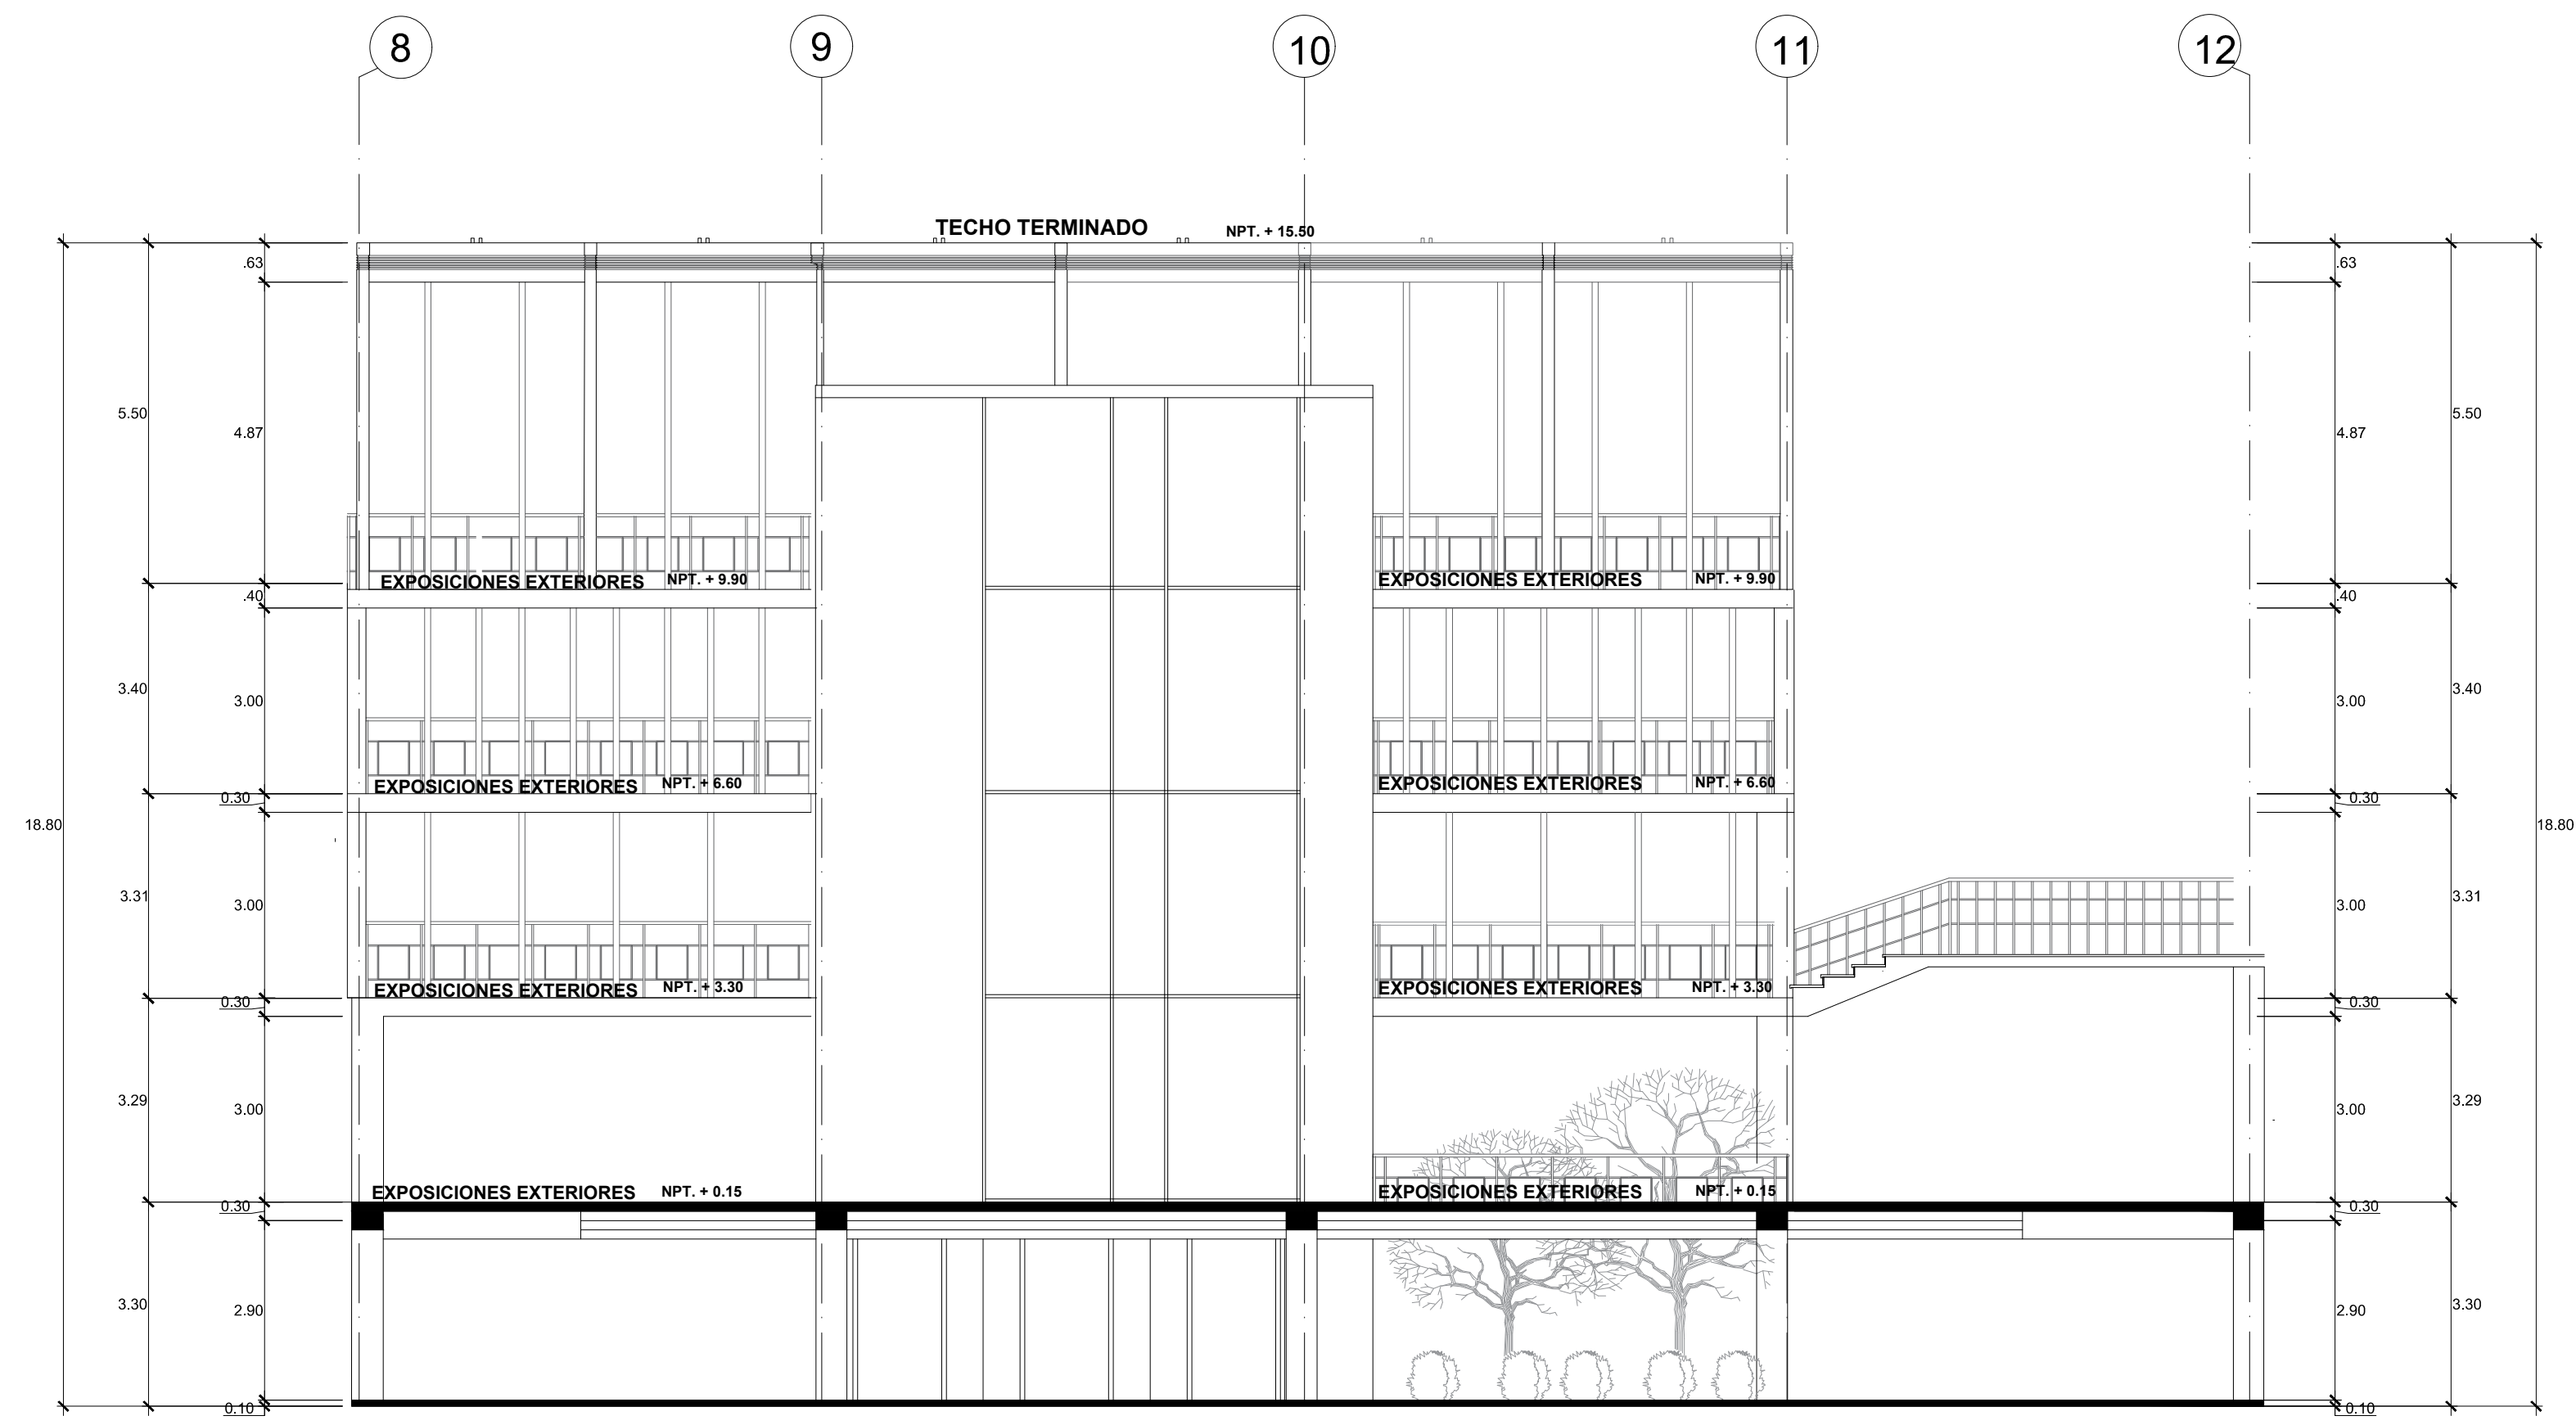 8 9 10 11 12
TECHO TERMINADO NPT. + 15.50
.63 .63
5.50 4.87 4.87 5.50
EXPOSICIONES EXTERIORES NPT. + 9.90 EXPOSICIONES EXTERIORES NPT. + 9.90
.40 .40
3.40 3.00 3.00 3.40
EXPOSICIONES EXTERIORES NPT. + 6.60 EXPOSICIONES EXTERIORES NPT. + 6.60
0.30 0.30
18.80 18.80
3.31 3.00 3.00 3.31
EXPOSICIONES EXTERIORES NPT. + 3.30 EXPOSICIONES EXTERIORES NPT. + 3.30
0.30 0.30
3.29 3.00 3.00 3.29
EXPOSICIONES EXTERIORES NPT. + 0.15 EXPOSICIONES EXTERIORES NPT. + 0.15
0.30 0.30
3.30 2.90 2.90 3.30
0.10 0.10